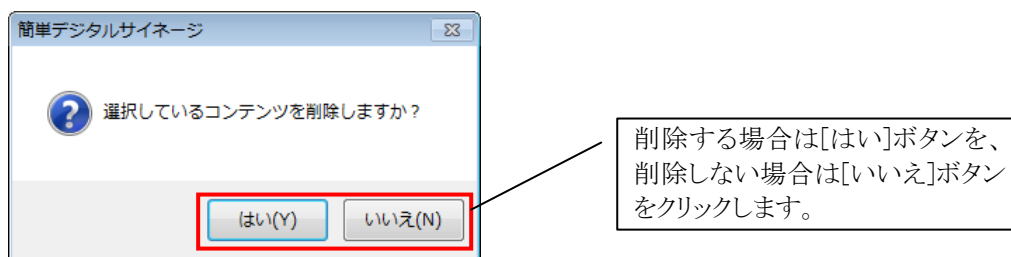 簡単デジタルサイネージ
選択しているコンテンツを削除しますか？
はい(Y)
いいえ(N)
削除する場合は[はい]ボタンを、
削除しない場合は[いいえ]ボタン
をクリックします。